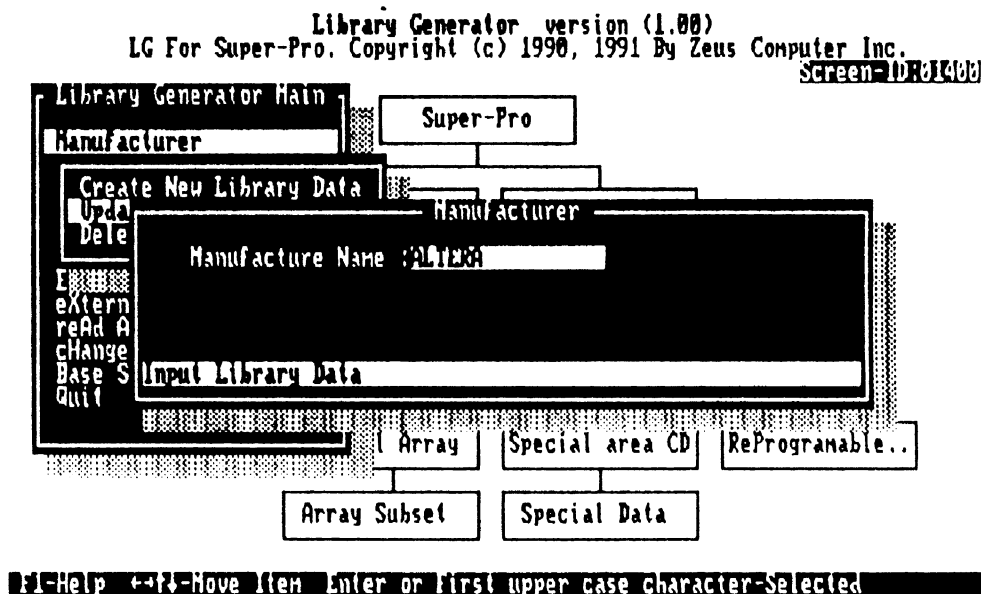 Library Generator version (1.00)
LG For Super-Pro. Copyright (c) 1990, 1991 By Zeus Computer Inc.
Screen-ID:01400
Library Generator Main
Super-Pro
Manufacturer
Create New Library Data
Upda
Manufacturer
Dele
Manufacture Name :ALTERA
E
eXtern
reAd A
cHange
Base S
Input Library Data
Quit
l Array
Special area CD
ReProgramable..
Array Subset
Special Data
F1-Help ←→↑↓-Move Item Enter or First upper case character-Selected